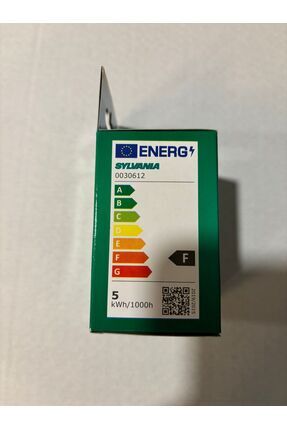 ENERG
SYLVANIA
0030612
A
B
C
D
E
F
G
F
5
kWh/1000h